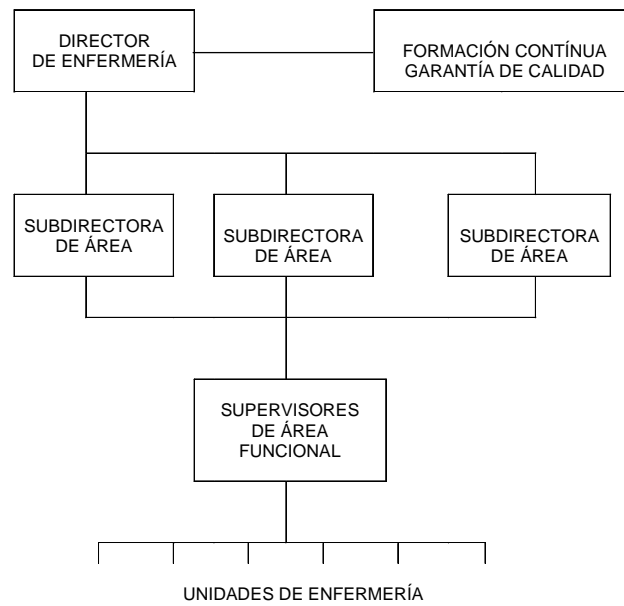 DIRECTOR
DE ENFERMERÍA
FORMACIÓN CONTÍNUA
GARANTÍA DE CALIDAD
SUBDIRECTORA
DE ÁREA
SUBDIRECTORA
DE ÁREA
SUBDIRECTORA
DE ÁREA
SUPERVISORES
DE ÁREA
FUNCIONAL
UNIDADES DE ENFERMERÍA